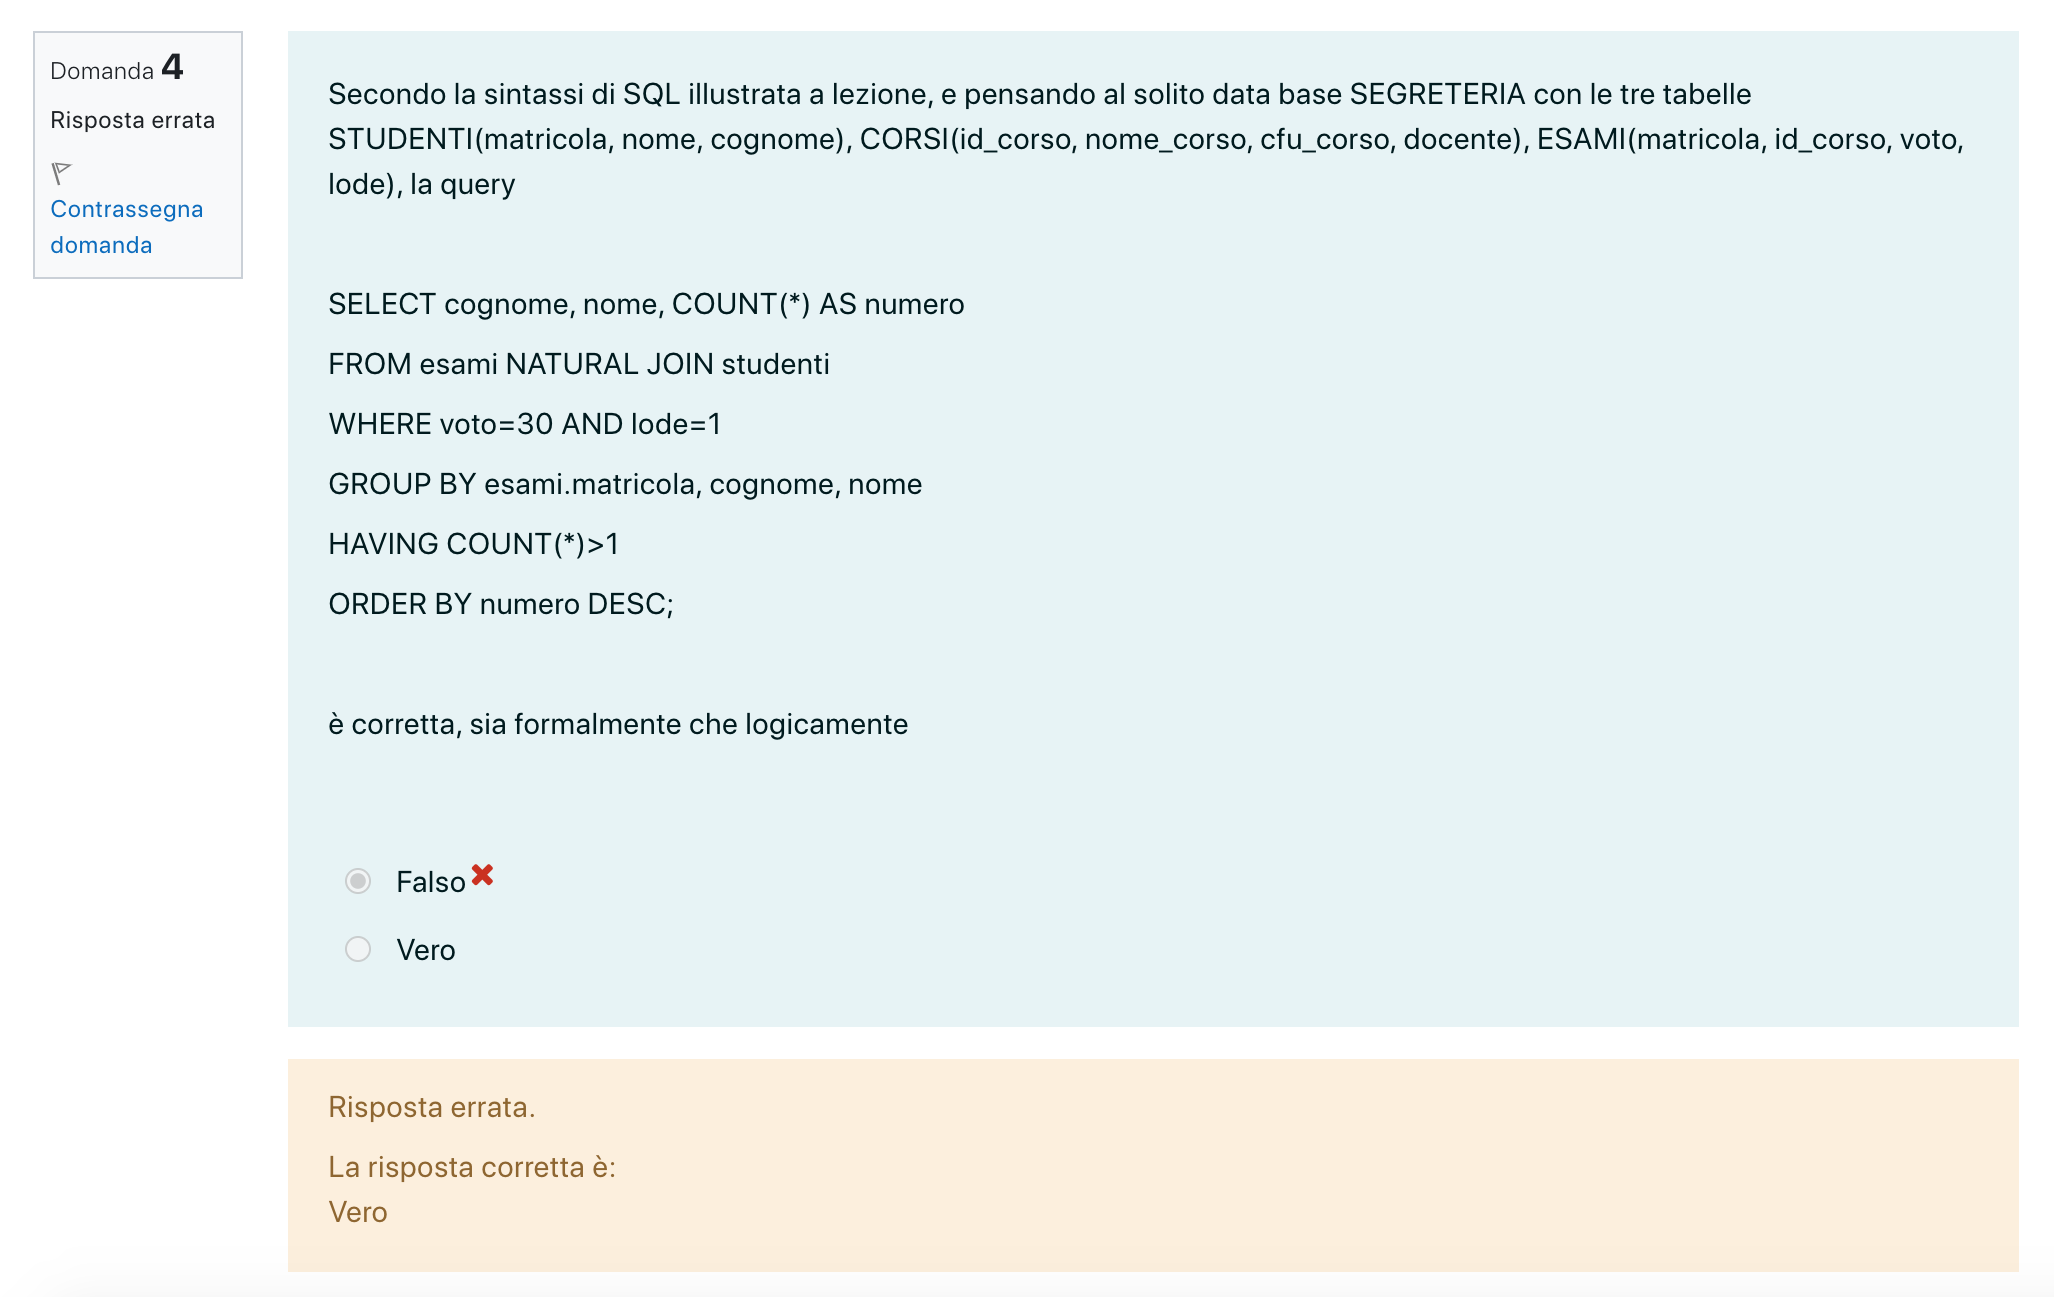 Domanda 4
Risposta errata
Contrassegna
domanda
Secondo la sintassi di SQL illustrata a lezione, e pensando al solito data base SEGRETERIA con le tre tabelle
STUDENTI(matricola, nome, cognome), CORSI(id_corso, nome_corso, cfu_corso, docente), ESAMI(matricola, id_corso, voto,
lode), la query
SELECT cognome, nome, COUNT(*) AS numero
FROM esami NATURAL JOIN studenti
WHERE voto=30 AND lode=1
GROUP BY esami.matricola, cognome, nome
HAVING COUNT(*)>1
ORDER BY numero DESC;
è corretta, sia formalmente che logicamente
Falso
Vero
Risposta errata.
La risposta corretta è:
Vero